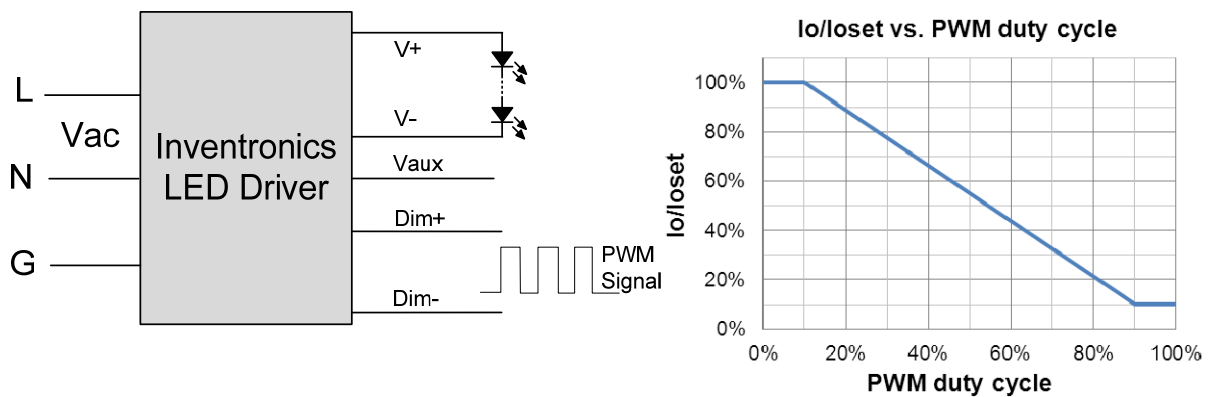 L
Vac
N
G
Inventronics
LED Driver
V+
V-
Vaux
Dim+
Dim-
PWM
Signal
Io/Ioset vs. PWM duty cycle
Io/Ioset
100%
80%
60%
40%
20%
0%
0% 20% 40% 60% 80% 100%
PWM duty cycle